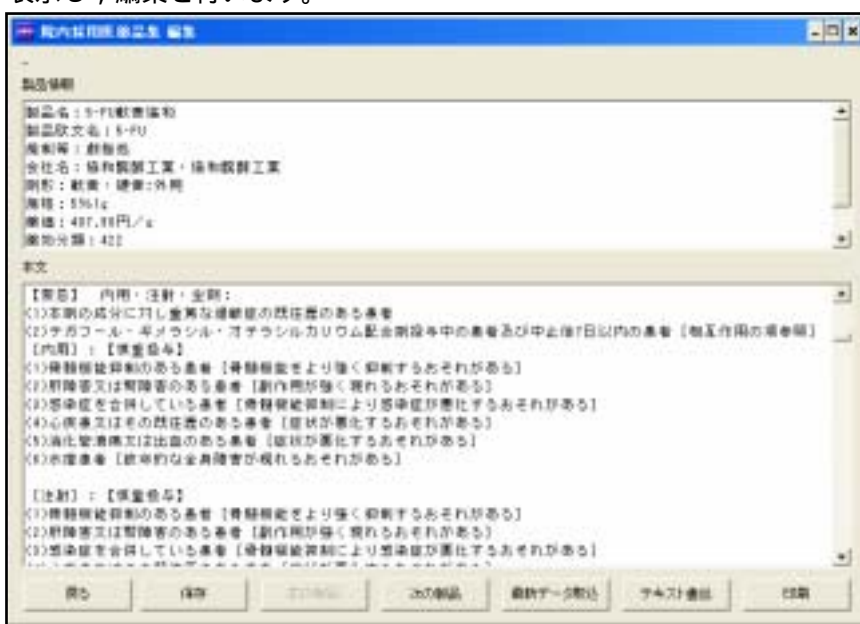 院内採用医薬品集 編集
製品情報
製品名:5-FU軟膏協和
製品欧文名:5-FU
規制等:劇指処
会社名:協和醗酵工業・協和醗酵工業
剤形:軟膏・硬膏:外用
規格:5%1g
薬価:407.90円/g
薬効分類:422
本文
【禁忌】 内用・注射・坐剤:
(1)本剤の成分に対し重篤な過敏症の既往歴のある患者
(2)テガフール・ギメラシル・オテラシルカリウム配合剤投与中の患者及び中止後7日以内の患者[相互作用の項参照]
[内用]:【慎重投与】
(1)骨髄機能抑制のある患者[骨髄機能をより強く抑制するおそれがある]
(2)肝障害又は腎障害のある患者[副作用が強く現れるおそれがある]
(3)感染症を合併している患者[骨髄機能抑制により感染症が悪化するおそれがある]
(4)心疾患又はその既往歴のある患者[症状が悪化するおそれがある]
(5)消化管潰瘍又は出血のある患者[症状が悪化するおそれがある]
(6)水痘患者[致命的な全身障害が現れるおそれがある]
[注射]:【慎重投与】
(1)骨髄機能抑制のある患者[骨髄機能をより強く抑制するおそれがある]
(2)肝障害又は腎障害のある患者[副作用が強く現れるおそれがある]
(3)感染症を合併している患者[骨髄機能抑制により感染症が悪化するおそれがある]
戻る 保存 次の製品 最新データ取込 テキスト書出 印刷